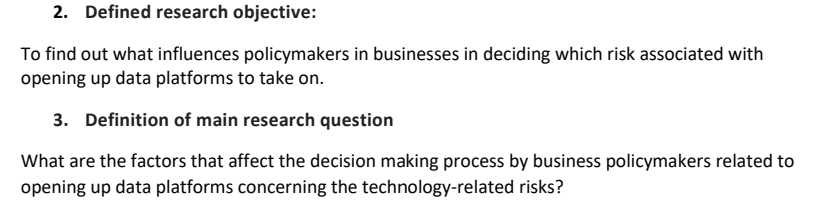 2. Defined research objective:
To find out what influences policymakers in businesses in deciding which risk associated with
opening up data platforms to take on.
3. Definition of main research question
What are the factors that affect the decision making process by business policymakers related to
opening up data platforms concerning the technology-related risks?